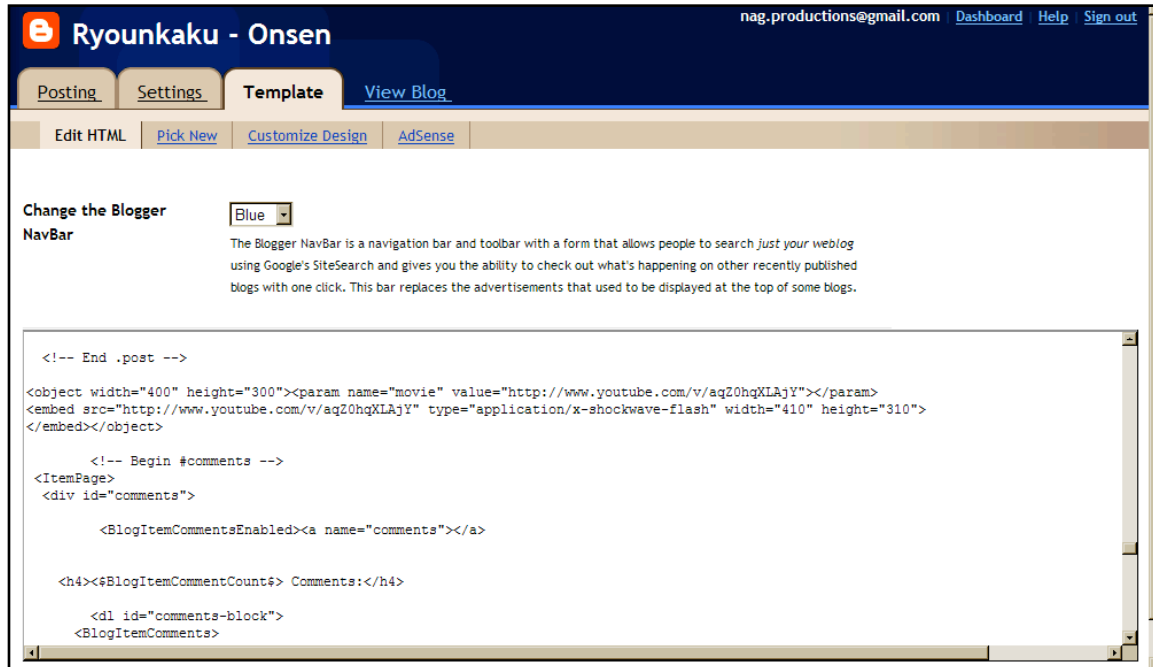 nag.productions@gmail.com | Dashboard | Help | Sign out
Ryounkaku - Onsen
Posting Settings Template View Blog
Edit HTML Pick New Customize Design AdSense
Change the Blogger
NavBar
Blue
The Blogger NavBar is a navigation bar and toolbar with a form that allows people to search just your weblog
using Google's SiteSearch and gives you the ability to check out what's happening on other recently published
blogs with one click. This bar replaces the advertisements that used to be displayed at the top of some blogs.
<!-- End .post -->
<object width="400" height="300"><param name="movie" value="http://www.youtube.com/v/aqZ0hqXLAjY"></param>
<embed src="http://www.youtube.com/v/aqZ0hqXLAjY" type="application/x-shockwave-flash" width="410" height="310">
</embed></object>
<!-- Begin #comments -->
<ItemPage>
<div id="comments">
<BlogItemCommentsEnabled><a name="comments"></a>
<h4><$BlogItemCommentCount$> Comments:</h4>
<dl id="comments-block">
<BlogItemComments>